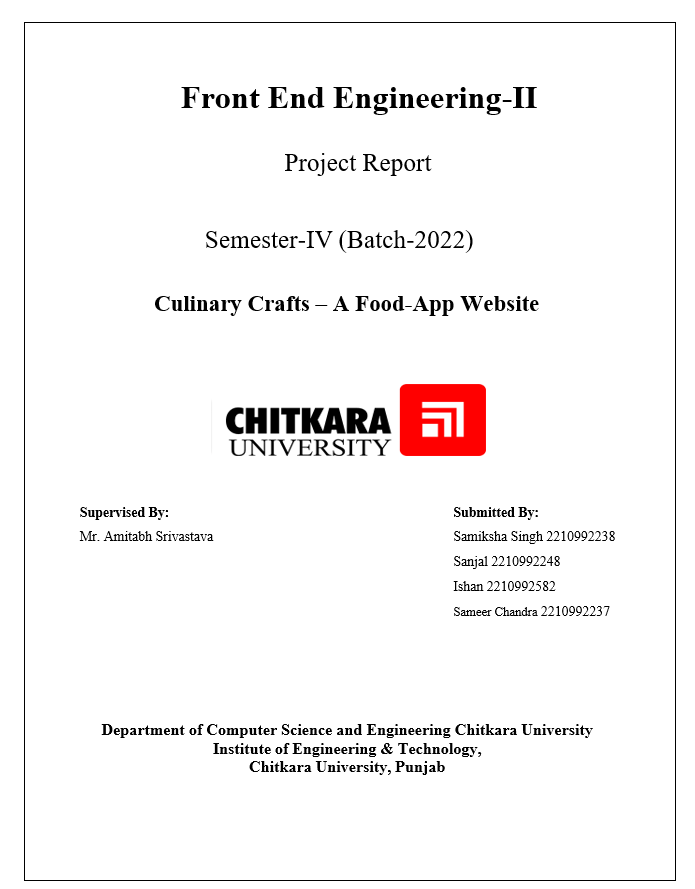 Front End Engineering-II
Project Report
Semester-IV (Batch-2022)
Culinary Crafts – A Food-App Website
CHITKARA
UNIVERSITY
Supervised By:
Mr. Amitabh Srivastava
Submitted By:
Samiksha Singh 2210992238
Sanjal 2210992248
Ishan 2210992582
Sameer Chandra 2210992237
Department of Computer Science and Engineering Chitkara University
Institute of Engineering & Technology,
Chitkara University, Punjab